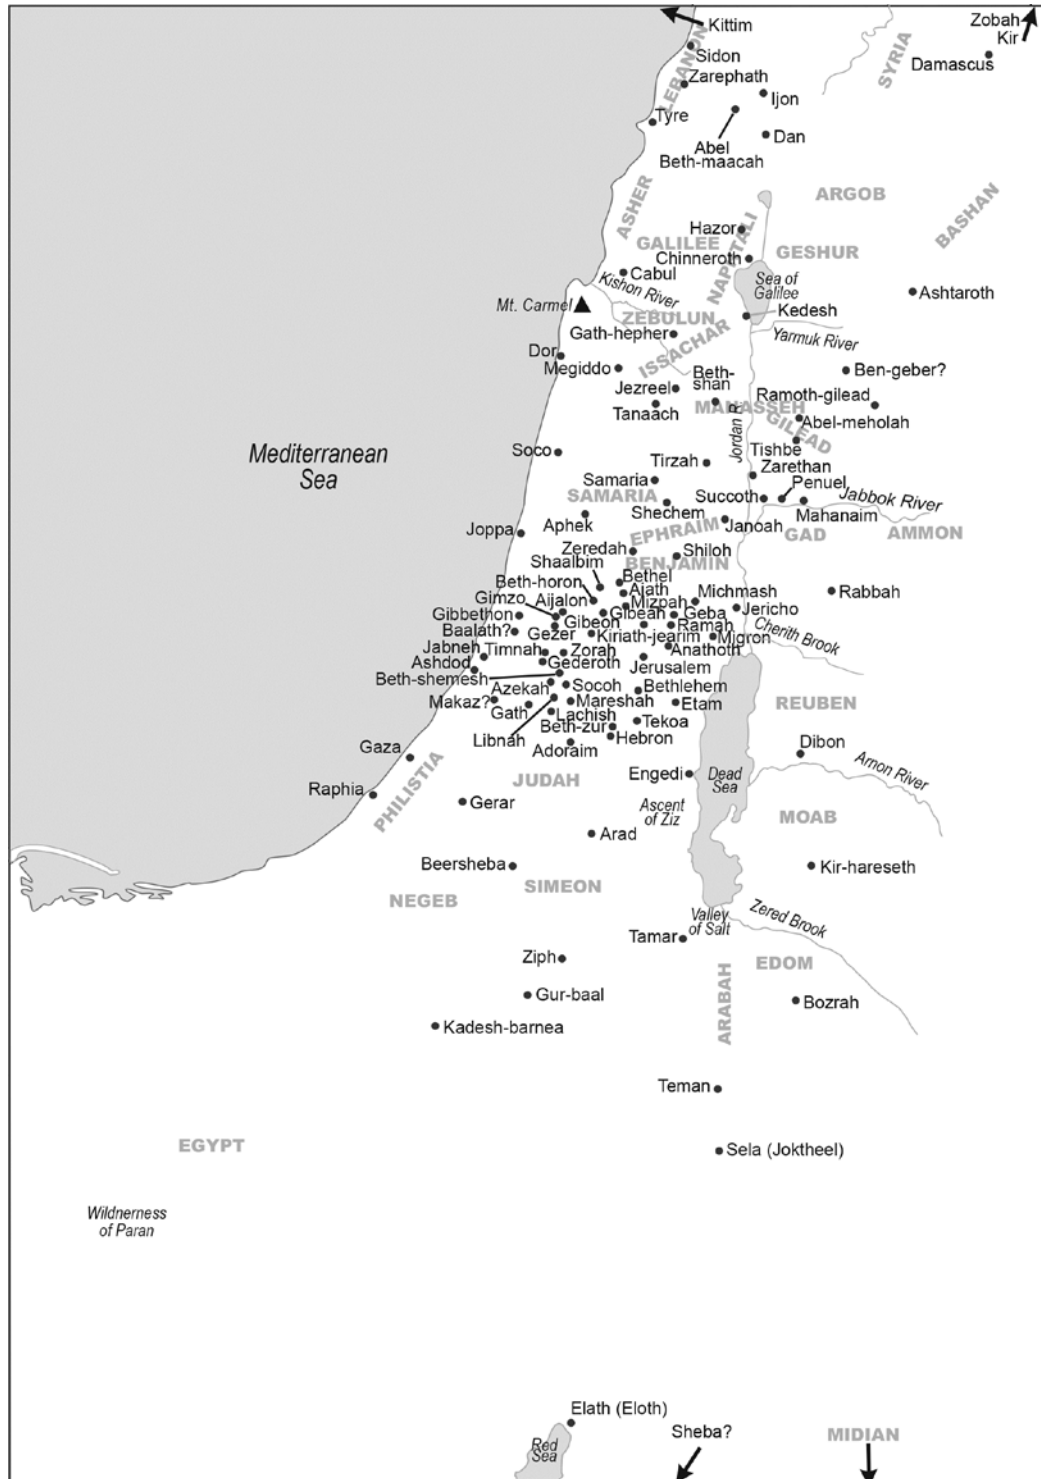 Kittim
Zobah
Kir
Sidon
LEBANON
SYRIA
Damascus
Zarephath
Ijon
Tyre
Dan
Abel
Beth-maacah
ASHER
ARGOB
BASHAN
Hazor
GALILEE
NAPHTALI
GESHUR
Chinneroth
Cabul
Sea of
Galilee
Kishon River
Ashtaroth
Mt. Carmel
ZEBULUN
Kedesh
Gath-hepher
ISSACHAR
Yarmuk River
Dor
Megiddo
Beth-
shan
Ben-geber?
Jezreel
Ramoth-gilead
Tanaach
MANASSEH
Jordan R.
Abel-meholah
GILEAD
Mediterranean
Sea
Soco
Tishbe
Tirzah
Zarethan
Samaria
Penuel
SAMARIA
Succoth
Jabbok River
Shechem
Mahanaim
Aphek
Janoah
Joppa
EPHRAIM
GAD
AMMON
Zeredah
Shiloh
Shaalbim
BENJAMIN
Beth-horon
Bethel
Ajath
Michmash
Rabbah
Gimzo
Aijalon
Mizpah
Gibbethon
Gibeah
Geba
Jericho
Gibeon
Ramah
Baalath?
Gezer
Kiriath-jearim
Migron
Cherith Brook
Jabneh
Timnah
Zorah
Anathoth
Ashdod
Gederoth
Jerusalem
Beth-shemesh
Azekah
Socoh
Bethlehem
Makaz?
Mareshah
Etam
REUBEN
Gath
Lachish
Tekoa
Beth-zur
Libnah
Hebron
Dibon
Gaza
Adoraim
Arnon River
PHILISTIA
JUDAH
Engedi
Dead
Sea
Raphia
Gerar
Ascent
of Ziz
MOAB
Arad
Beersheba
Kir-hareseth
SIMEON
NEGEB
Valley
of Salt
Zered Brook
Tamar
Ziph
EDOM
ARABAH
Gur-baal
Bozrah
Kadesh-barnea
Teman
EGYPT
Sela (Joktheel)
Wildnerness
of Paran
Elath (Eloth)
Red
Sea
Sheba?
MIDIAN